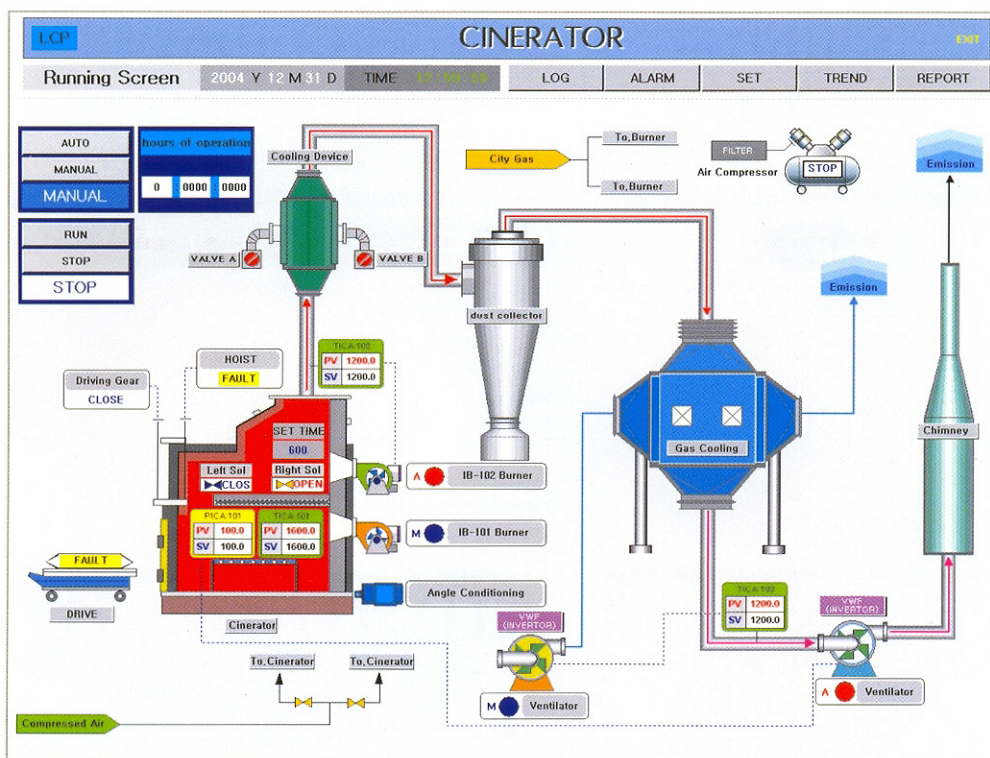 LCP
CINERATOR
EXIT
Running Screen
2004 Y 12 M 31 D
TIME
LOG
ALARM
SET
TREND
REPORT
AUTO
MANUAL
MANUAL
hours of operation
0 : 0000 : 0000
RUN
STOP
STOP
Cooling Device
VALVE A
VALVE B
City Gas
To,Burner
To,Burner
FILTER
Air Compressor
STOP
Emission
Emission
dust collector
HOIST
FAULT
Driving Gear
CLOSE
TICA 102
PV 1200.0
SV 1200.0
SET TIME
600
Left Sol
CLOS
Right Sol
OPEN
PICA 101
PV 100.0
SV 100.0
TICA 101
PV 1600.0
SV 1600.0
A
IB-102 Burner
M
IB-101 Burner
Angle Conditioning
Gas Cooling
Chimney
FAULT
DRIVE
Cinerator
To,Cinerator
To,Cinerator
Compressed Air
VWF
(INVERTOR)
M
Ventilator
TICA 103
PV 1200.0
SV 1200.0
VWF
(INVERTOR)
A
Ventilator